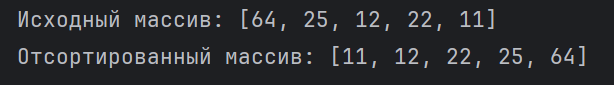 Исходный массив: [64, 25, 12, 22, 11]
Отсортированный массив: [11, 12, 22, 25, 64]